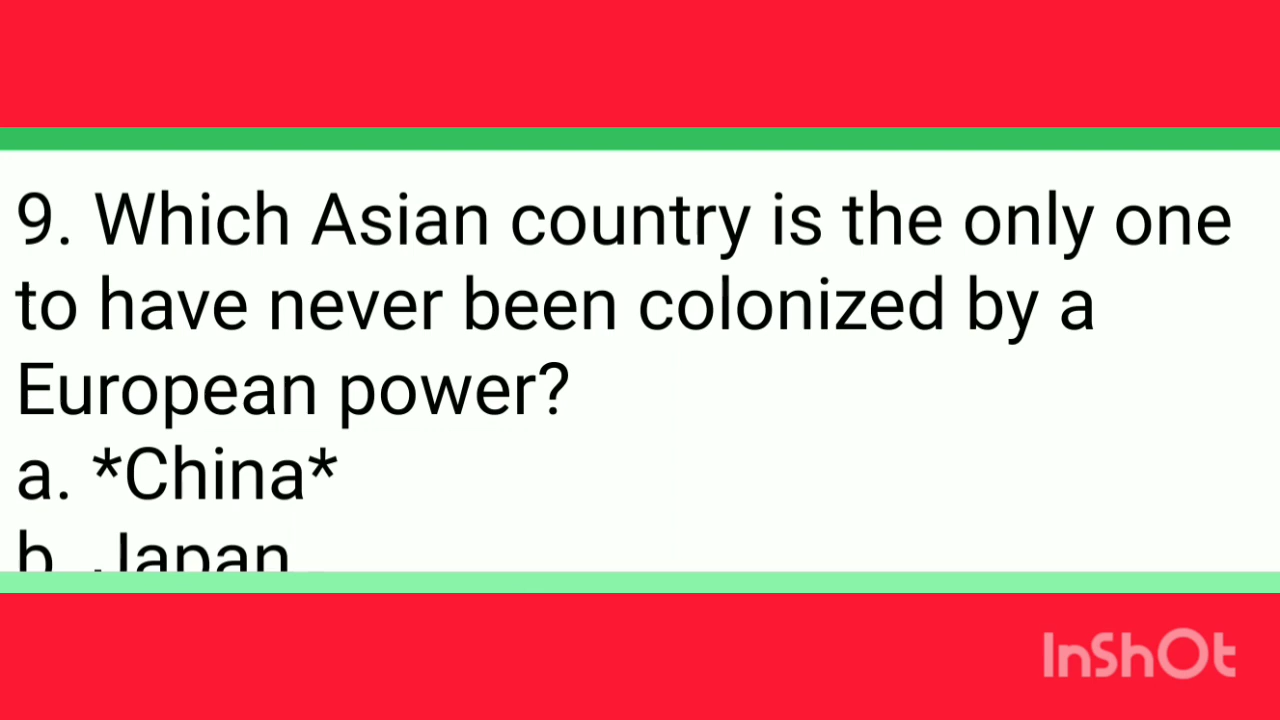 9. Which Asian country is the only one
to have never been colonized by a
European power?
a. *China*
b. Japan
InShOt